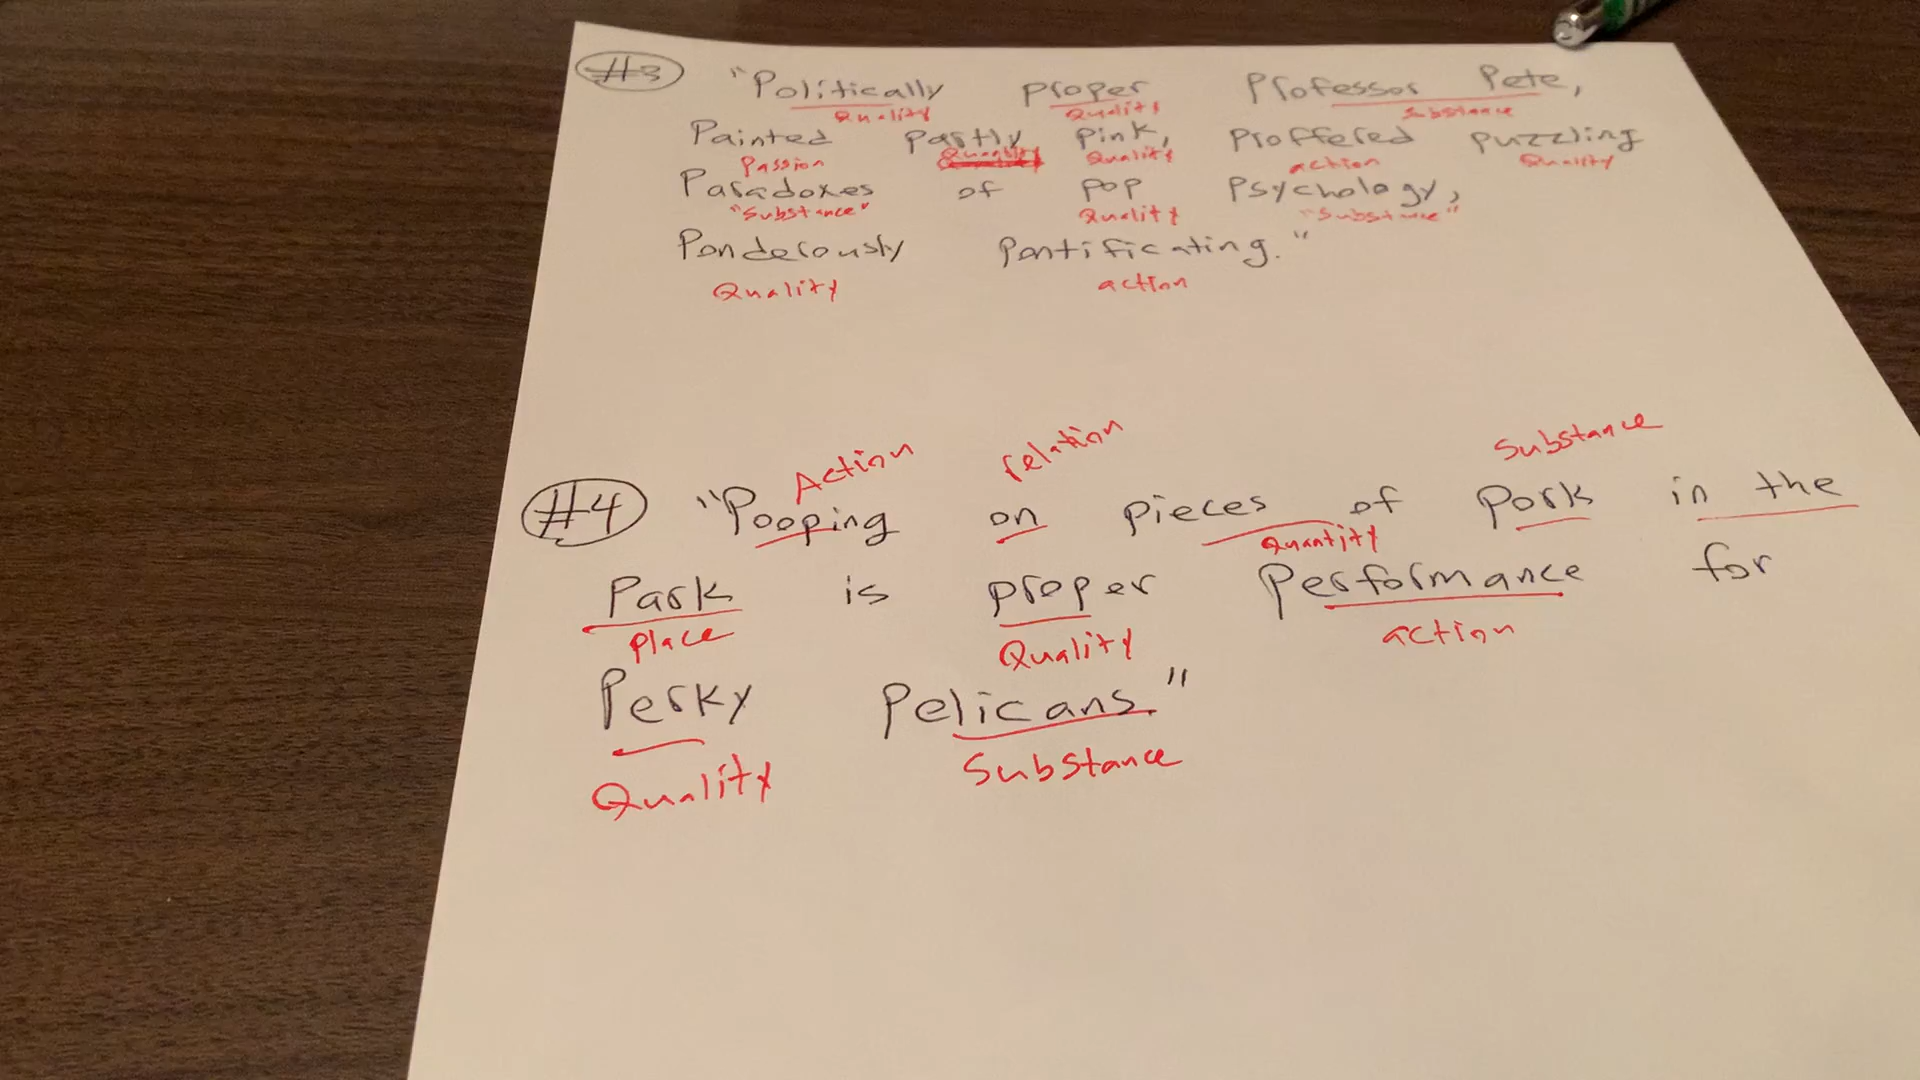 #3 "Politically proper Professor Pete,
Quality Quality Substance
Painted partly pink, proffered puzzling
Passion Quality action Quality
Paradoxes of pop Psychology,
"Substance" Quality "Substance"
Ponderously Pontificating."
Quality action
Action relation Substance
#4 "Pooping on pieces of Pork in the
Quantity
Park is proper Performance for
Place Quality action
Perky Pelicans."
Quality Substance